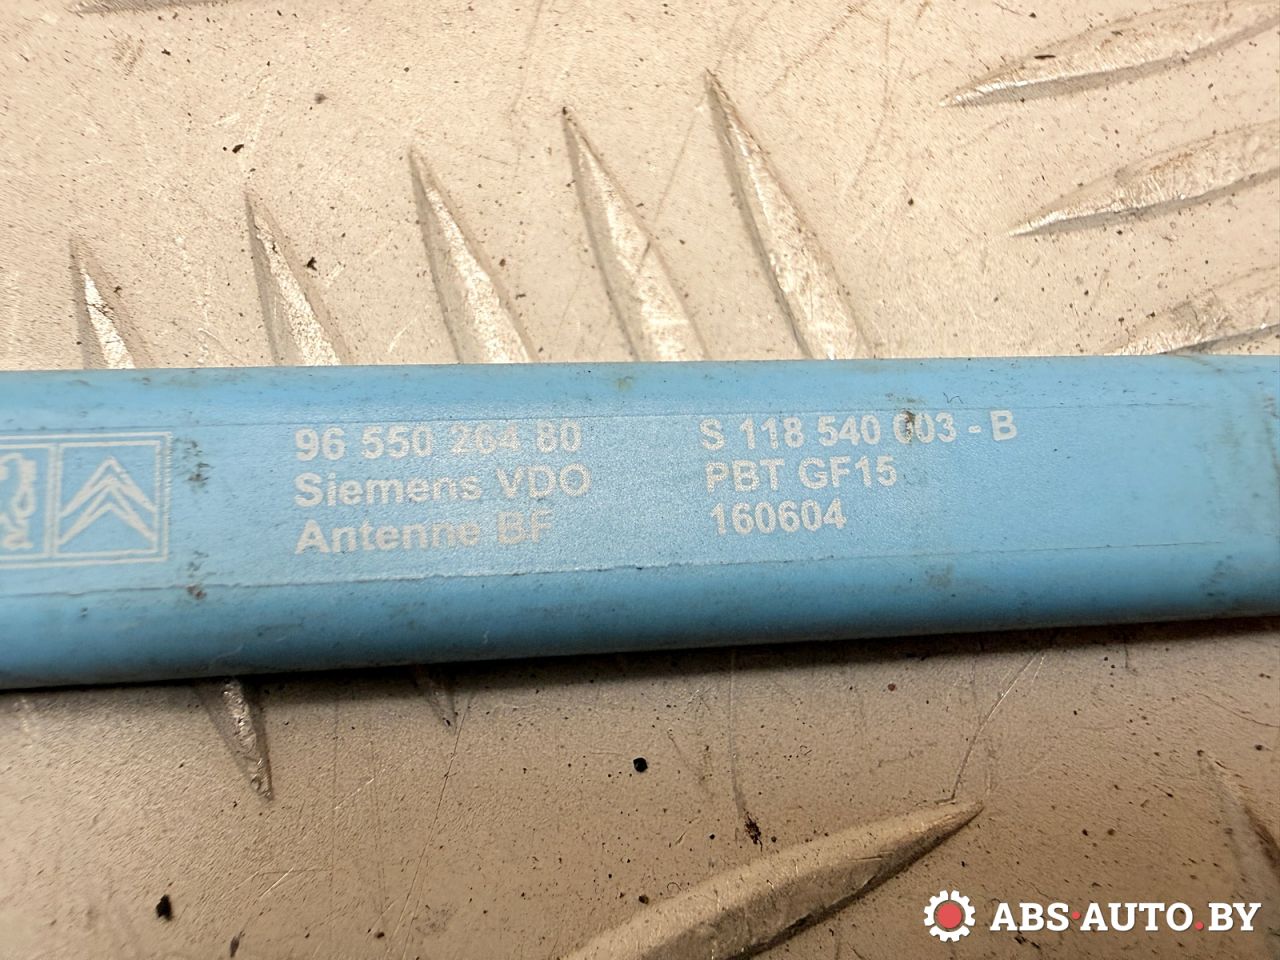 96 550 264 80
Siemens VDO
Antenne BF
S 118 540 003 - B
PBT GF15
160604
ABS·AUTO.BY